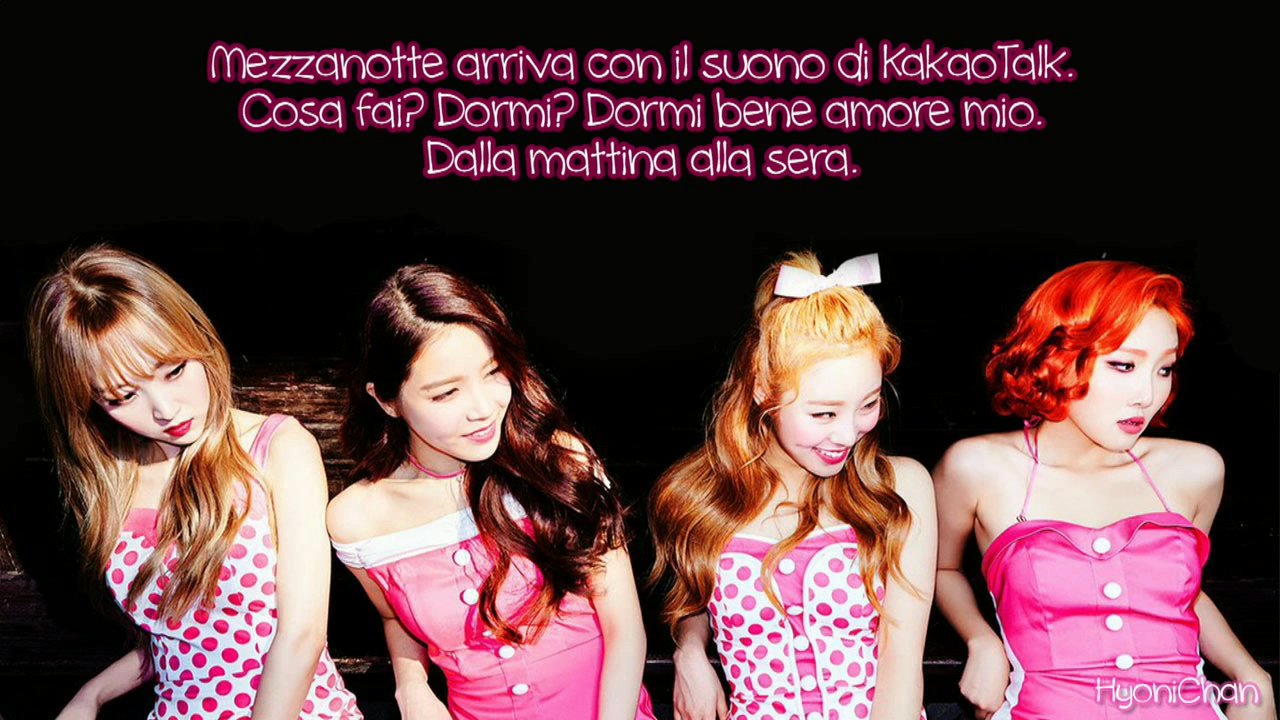 Mezzanotte arriva con il suono di KakaoTalk.
Cosa fai? Dormi? Dormi bene amore mio.
Dalla mattina alla sera.
HyoniChan